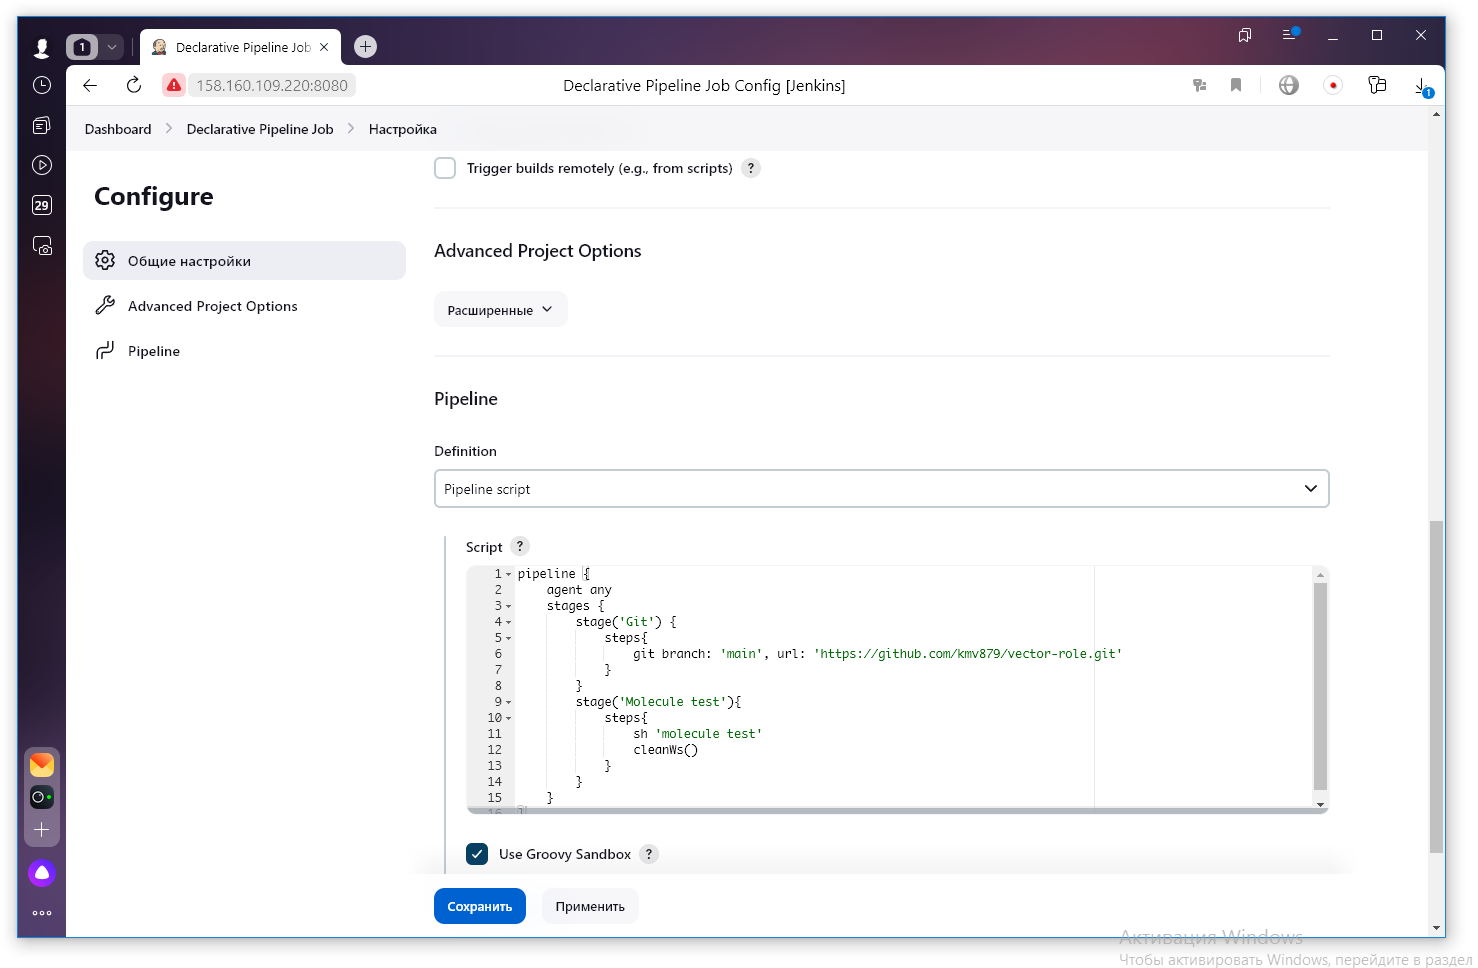 1
Declarative Pipeline Job
158.160.109.220:8080
Declarative Pipeline Job Config [Jenkins]
1
Dashboard
Declarative Pipeline Job
Настройка
29
Configure
Общие настройки
Advanced Project Options
Pipeline
Trigger builds remotely (e.g., from scripts) ?
Advanced Project Options
Расширенные
Pipeline
Definition
Pipeline script
Script ?
1 pipeline {
2 agent any
3 stages {
4 stage('Git') {
5 steps{
6 git branch: 'main', url: 'https://github.com/kmv879/vector-role.git'
7 }
8 }
9 stage('Molecule test'){
10 steps{
11 sh 'molecule test'
12 cleanWs()
13 }
14 }
15 }
16 }
Use Groovy Sandbox ?
Сохранить
Применить
Активация Windows
Чтобы активировать Windows, перейдите в раздел